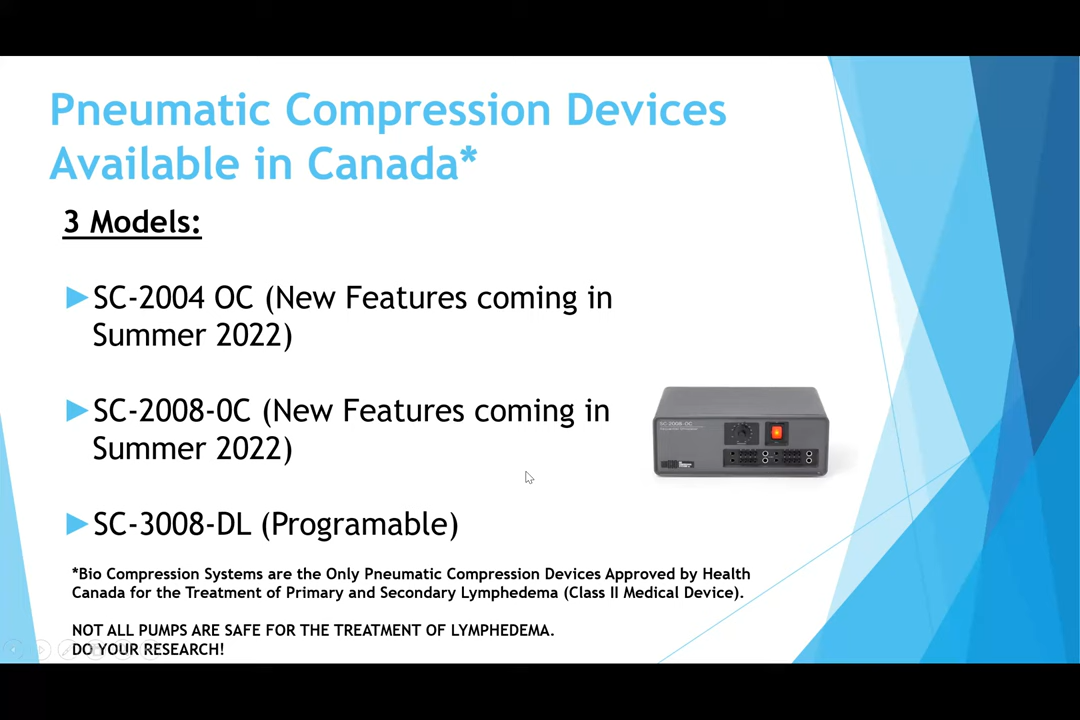 Pneumatic Compression Devices
Available in Canada*
3 Models:
SC-2004 OC (New Features coming in
Summer 2022)
SC-2008-0C (New Features coming in
Summer 2022)
SC 2008-OC
SC-3008-DL (Programable)
*Bio Compression Systems are the Only Pneumatic Compression Devices Approved by Health
Canada for the Treatment of Primary and Secondary Lymphedema (Class II Medical Device).
NOT ALL PUMPS ARE SAFE FOR THE TREATMENT OF LYMPHEDEMA.
DO YOUR RESEARCH!